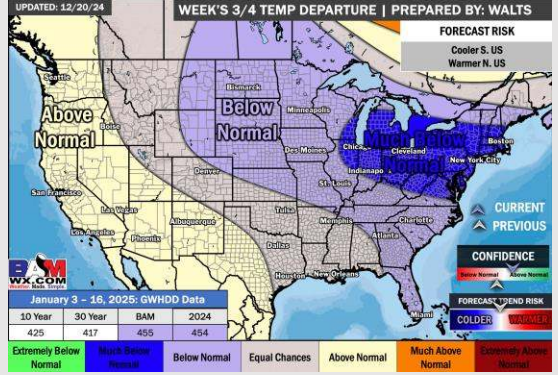 UPDATED: 12/20/24
WEEK'S 3/4 TEMP DEPARTURE | PREPARED BY: WALTS
FORECAST RISK
Cooler S. US
Warmer N. US
Seattle
Above
Normal
Boise
Bismarck
Below
Normal
Minneapolis
Des Moines
Much Below
Normal
Chica
Cleveland
Boston
New York City
Indianapo
St. Louis
Denver
San Francisco
Las Vegas
Los Angeles
Phoenix
Albuquerque
Tulsa
Memphis
Charlotte
Atlanta
Dallas
Houston
New Orleans
Miami
CURRENT
PREVIOUS
CONFIDENCE
Below Normal
Above Normal
FORECAST TREND RISK
COLDER
WARMER
BAM
WX.COM
January 3 – 16, 2025: GWHDD Data
10 Year 30 Year BAM 2024
425 417 455 454
Extremely Below Normal
Much Below Normal
Below Normal
Equal Chances
Above Normal
Much Above Normal
Extremely Above Normal